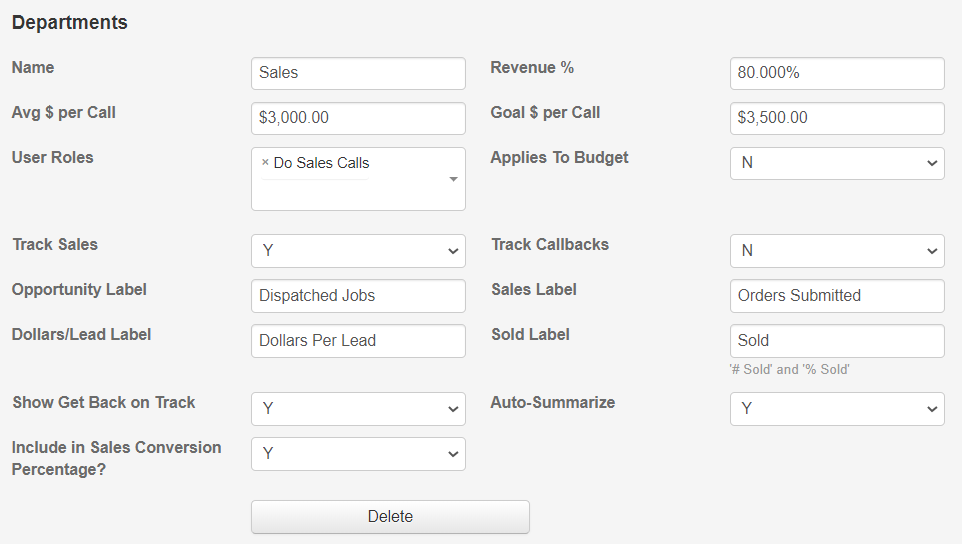 Departments
Name Sales Revenue % 80.000%
Avg $ per Call $3,000.00 Goal $ per Call $3,500.00
User Roles × Do Sales Calls Applies To Budget N
Track Sales Y Track Callbacks N
Opportunity Label Dispatched Jobs Sales Label Orders Submitted
Dollars/Lead Label Dollars Per Lead Sold Label Sold
'# Sold' and '% Sold'
Show Get Back on Track Y Auto-Summarize Y
Include in Sales Conversion Y
Percentage?
Delete